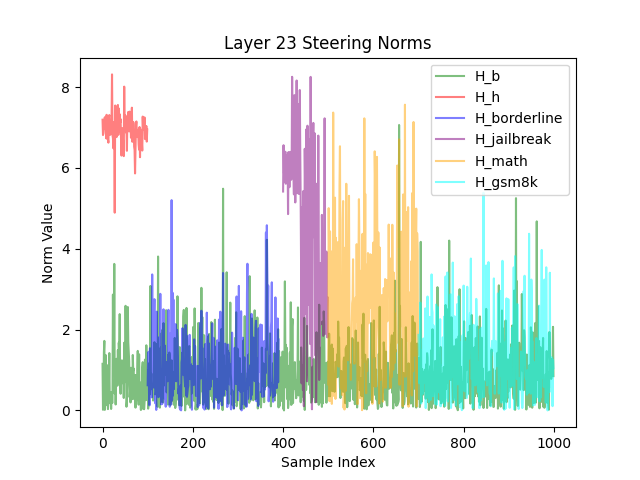 Layer 23 Steering Norms
H_b
H_h
H_borderline
H_jailbreak
H_math
H_gsm8k
Norm Value
8
6
4
2
0
0
200
400
600
800
1000
Sample Index